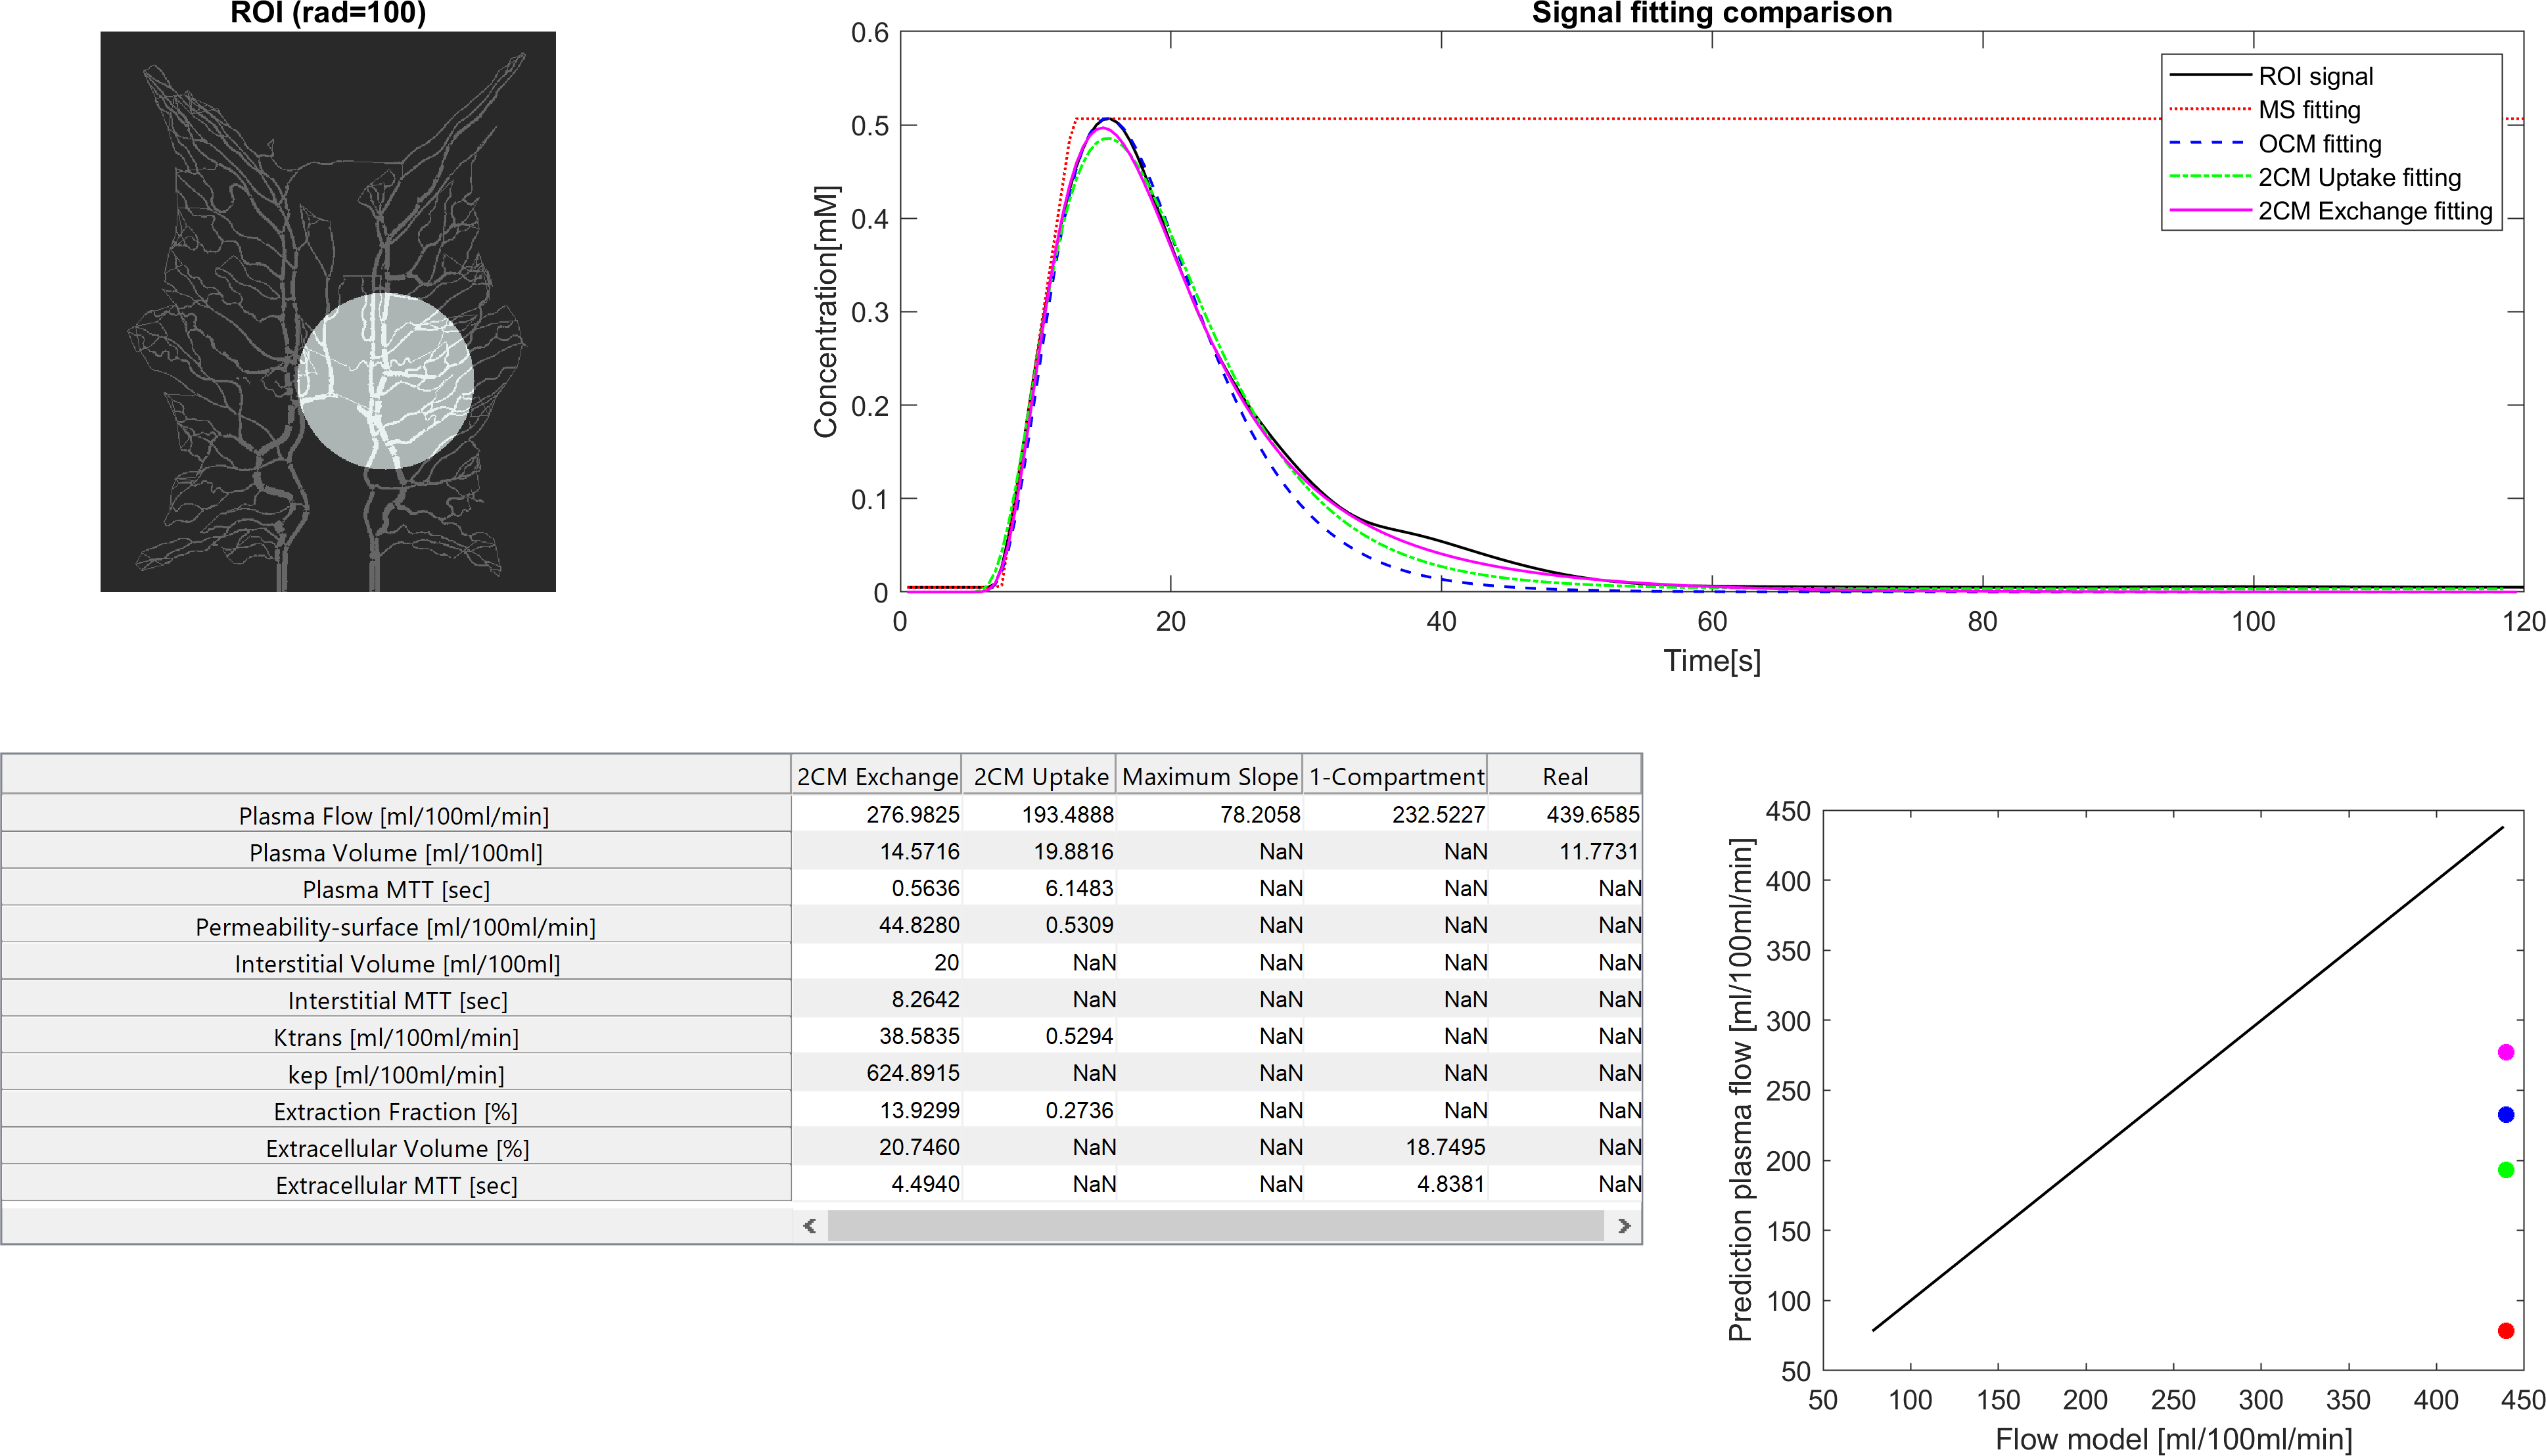 ROI (rad=100)
Signal fitting comparison
0.6
0.5
0.4
0.3
0.2
0.1
0
Concentration[mM]
0 20 40 60 80 100 120
Time[s]
ROI signal
MS fitting
OCM fitting
2CM Uptake fitting
2CM Exchange fitting
2CM Exchange 2CM Uptake Maximum Slope 1-Compartment Real
Plasma Flow [ml/100ml/min] 276.9825 193.4888 78.2058 232.5227 439.6585
Plasma Volume [ml/100ml] 14.5716 19.8816 NaN NaN 11.7731
Plasma MTT [sec] 0.5636 6.1483 NaN NaN NaN
Permeability-surface [ml/100ml/min] 44.8280 0.5309 NaN NaN NaN
Interstitial Volume [ml/100ml] 20 NaN NaN NaN NaN
Interstitial MTT [sec] 8.2642 NaN NaN NaN NaN
Ktrans [ml/100ml/min] 38.5835 0.5294 NaN NaN NaN
kep [ml/100ml/min] 624.8915 NaN NaN NaN NaN
Extraction Fraction [%] 13.9299 0.2736 NaN NaN NaN
Extracellular Volume [%] 20.7460 NaN NaN 18.7495 NaN
Extracellular MTT [sec] 4.4940 NaN NaN 4.8381 NaN
450
400
350
300
250
200
150
100
50
Prediction plasma flow [ml/100ml/min]
50 100 150 200 250 300 350 400 450
Flow model [ml/100ml/min]